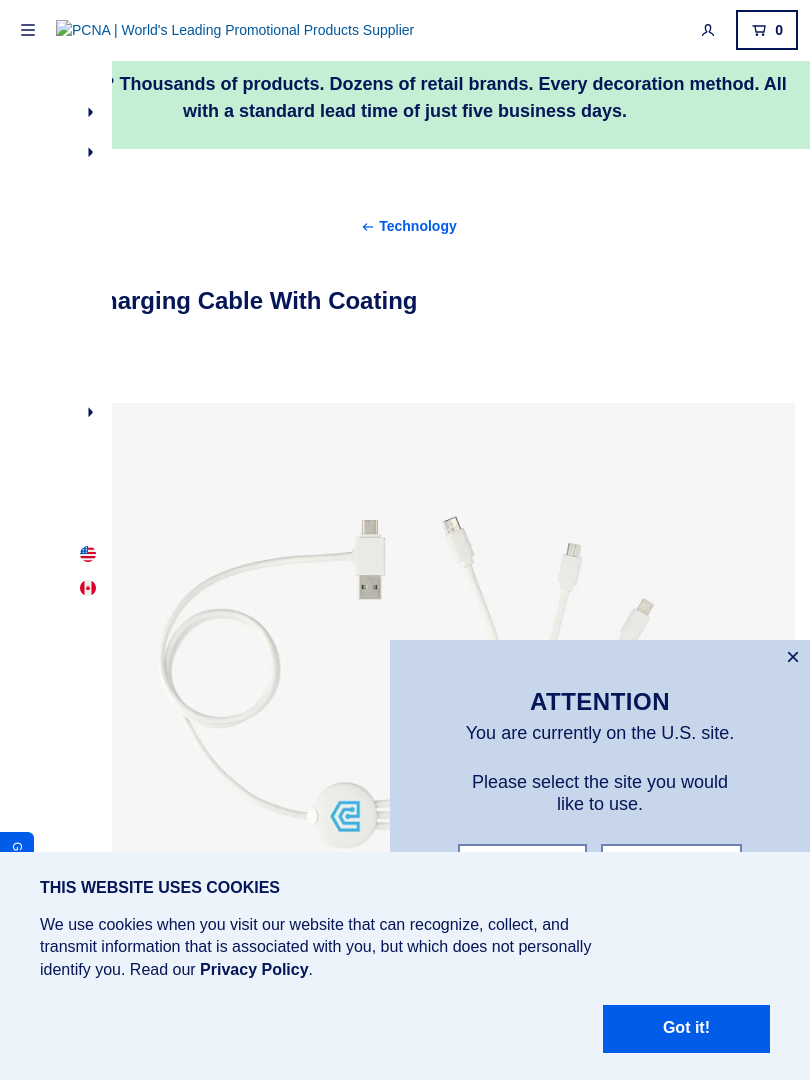 PCNA | World's Leading Promotional Products Supplier
0
? Thousands of products. Dozens of retail brands. Every decoration method. All
with a standard lead time of just five business days.
Technology
harging Cable With Coating
ATTENTION
You are currently on the U.S. site.
Please select the site you would
like to use.
G
THIS WEBSITE USES COOKIES
We use cookies when you visit our website that can recognize, collect, and
transmit information that is associated with you, but which does not personally
identify you. Read our Privacy Policy.
Got it!